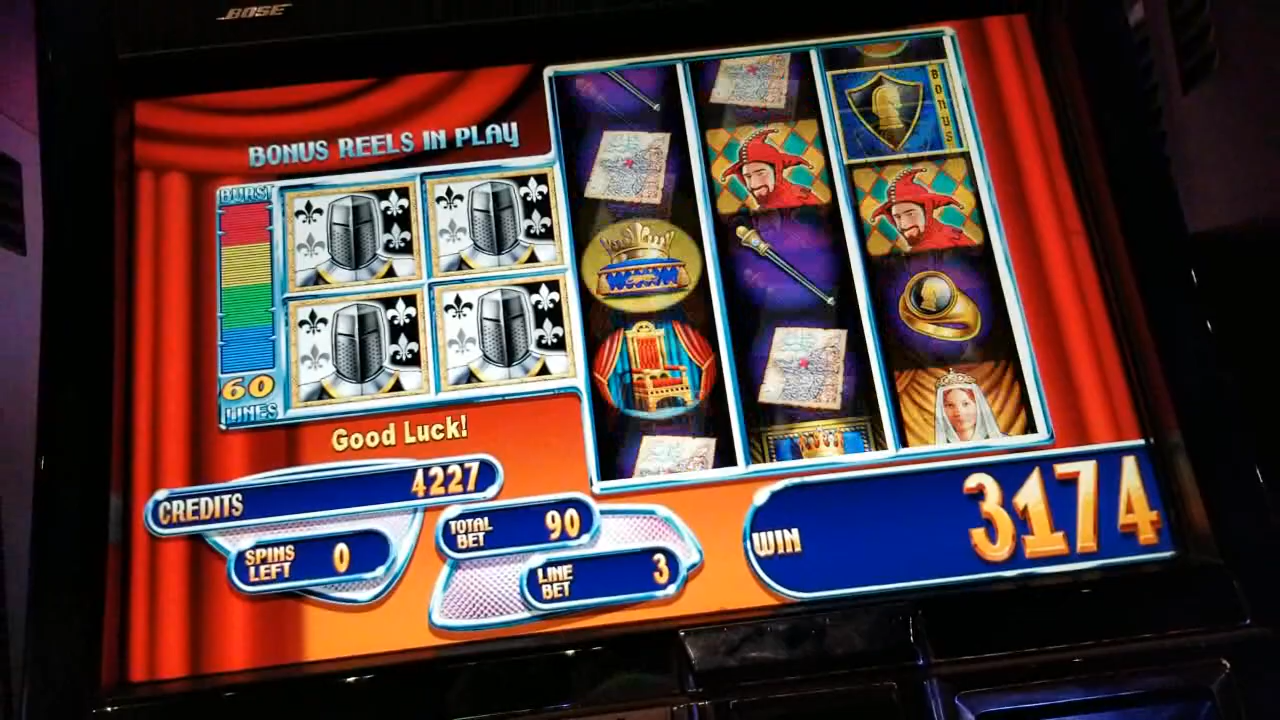 BOSE
BONUS REELS IN PLAY
BURST
60
LINES
BONUS
Good Luck!
CREDITS 4227
SPINS LEFT 0
TOTAL BET 90
LINE BET 3
WIN 3174